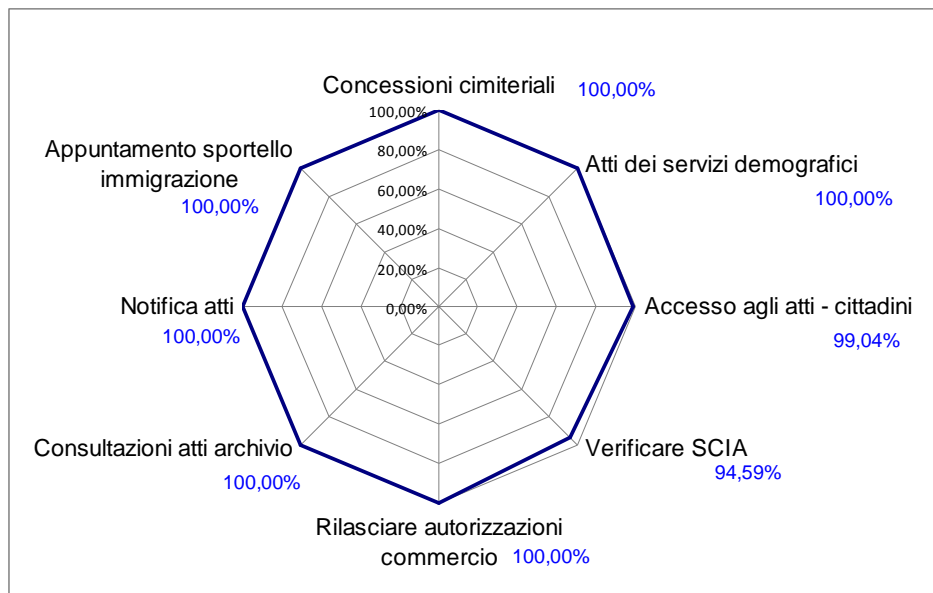 Concessioni cimiteriali
100,00%
Atti dei servizi demografici
100,00%
Accesso agli atti - cittadini
99,04%
Verificare SCIA
94,59%
Rilasciare autorizzazioni
commercio
100,00%
Consultazioni atti archivio
100,00%
Notifica atti
100,00%
Appuntamento sportello
immigrazione
100,00%
100,00%
80,00%
60,00%
40,00%
20,00%
0,00%